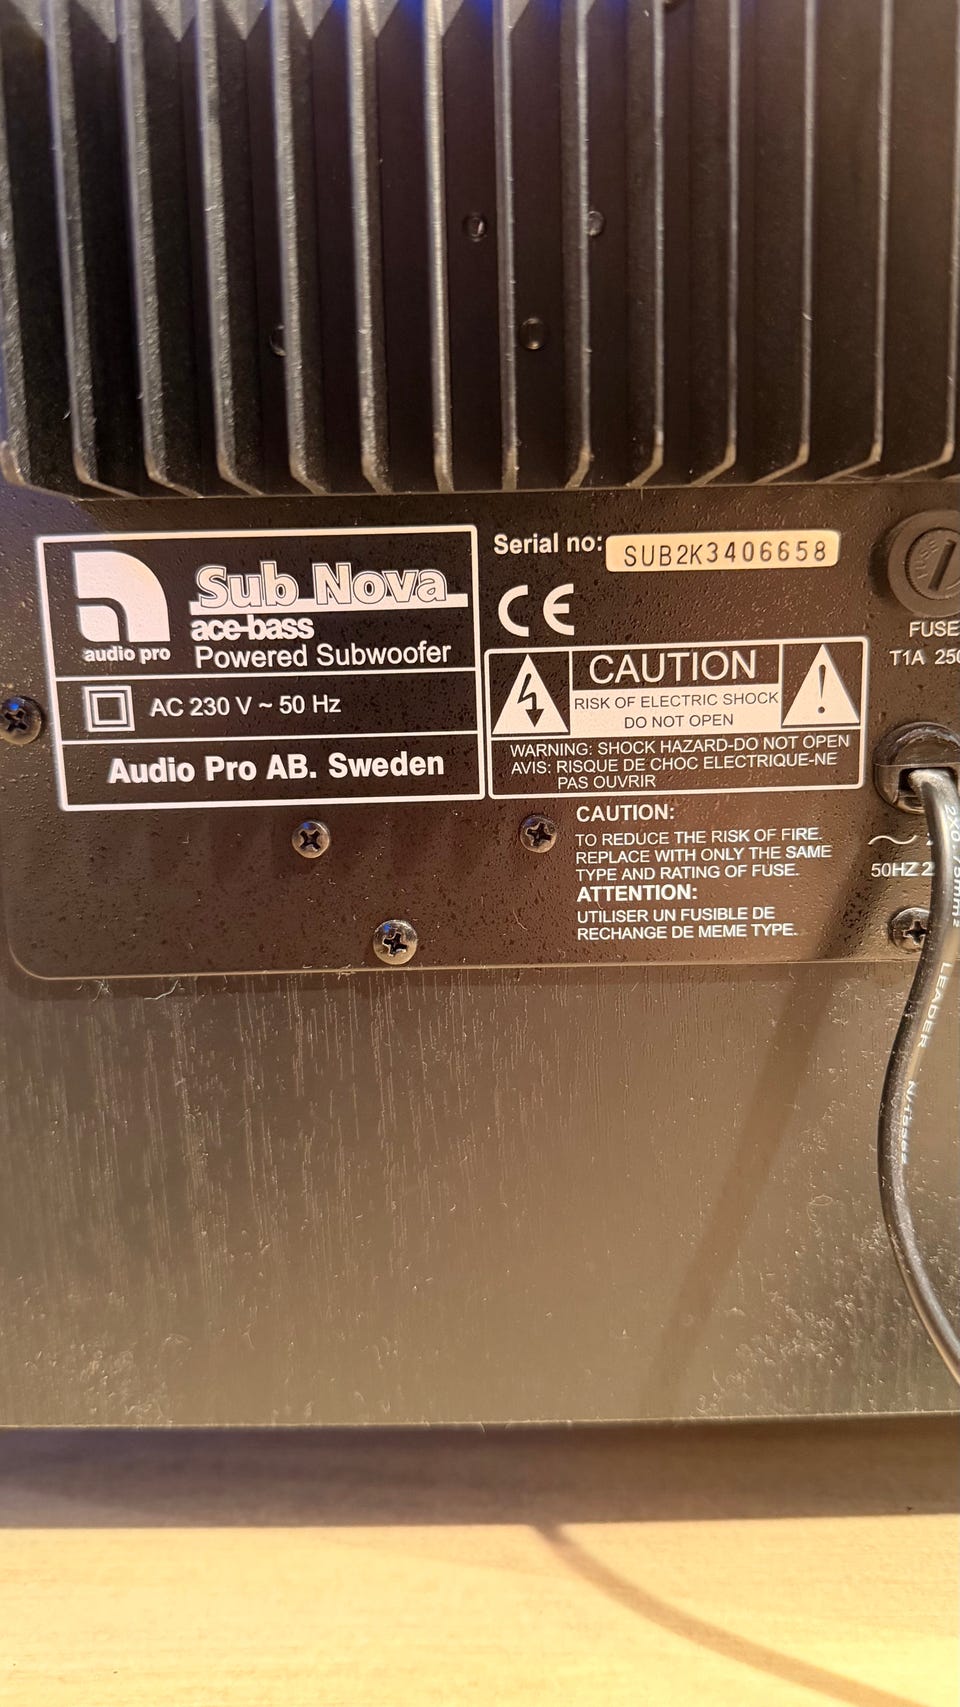 audio pro
Sub Nova
ace-bass
Powered Subwoofer
AC 230 V ~ 50 Hz
Audio Pro AB. Sweden
Serial no: SUB2K3406658
CE
CAUTION
RISK OF ELECTRIC SHOCK
DO NOT OPEN
WARNING: SHOCK HAZARD-DO NOT OPEN
AVIS: RISQUE DE CHOC ELECTRIQUE-NE
PAS OUVRIR
CAUTION:
TO REDUCE THE RISK OF FIRE.
REPLACE WITH ONLY THE SAME
TYPE AND RATING OF FUSE.
ATTENTION:
UTILISER UN FUSIBLE DE
RECHANGE DE MEME TYPE.
FUSE
T1A 250
50HZ 2
LEADER